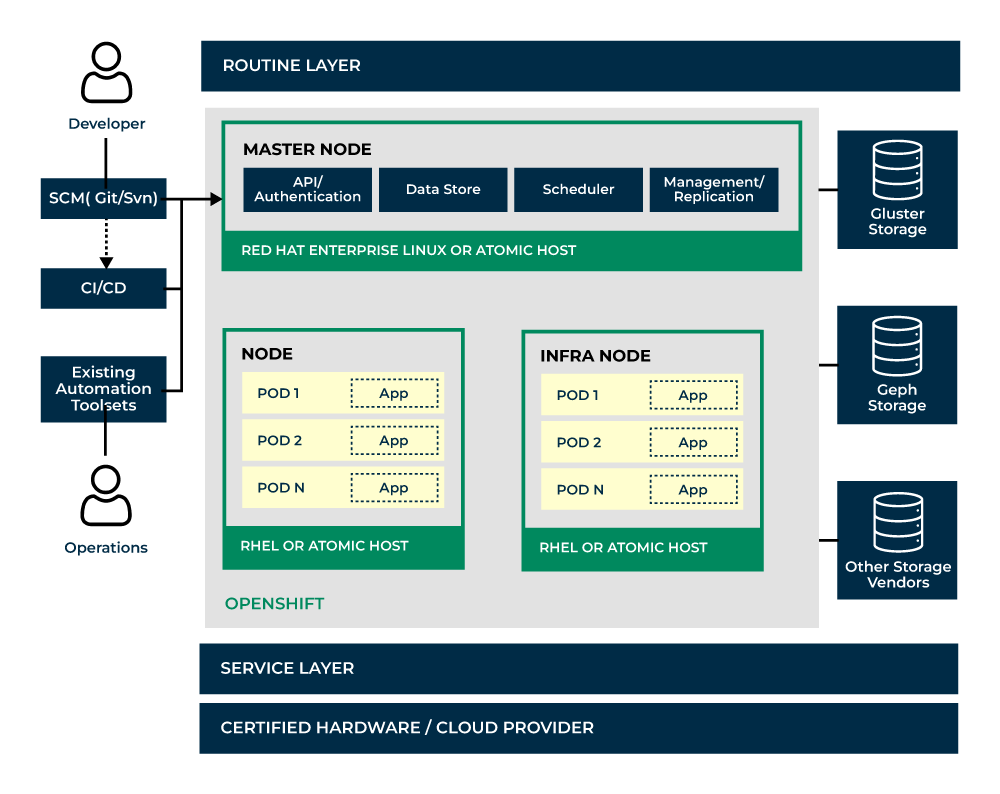 ROUTINE LAYER
Developer
SCM( Git/Svn)
CI/CD
Existing
Automation
Toolsets
Operations
MASTER NODE
API/
Authentication
Data Store
Scheduler
Management/
Replication
RED HAT ENTERPRISE LINUX OR ATOMIC HOST
NODE
POD 1
App
POD 2
App
POD N
App
RHEL OR ATOMIC HOST
INFRA NODE
POD 1
App
POD 2
App
POD N
App
RHEL OR ATOMIC HOST
OPENSHIFT
Gluster
Storage
Geph
Storage
Other Storage
Vendors
SERVICE LAYER
CERTIFIED HARDWARE / CLOUD PROVIDER